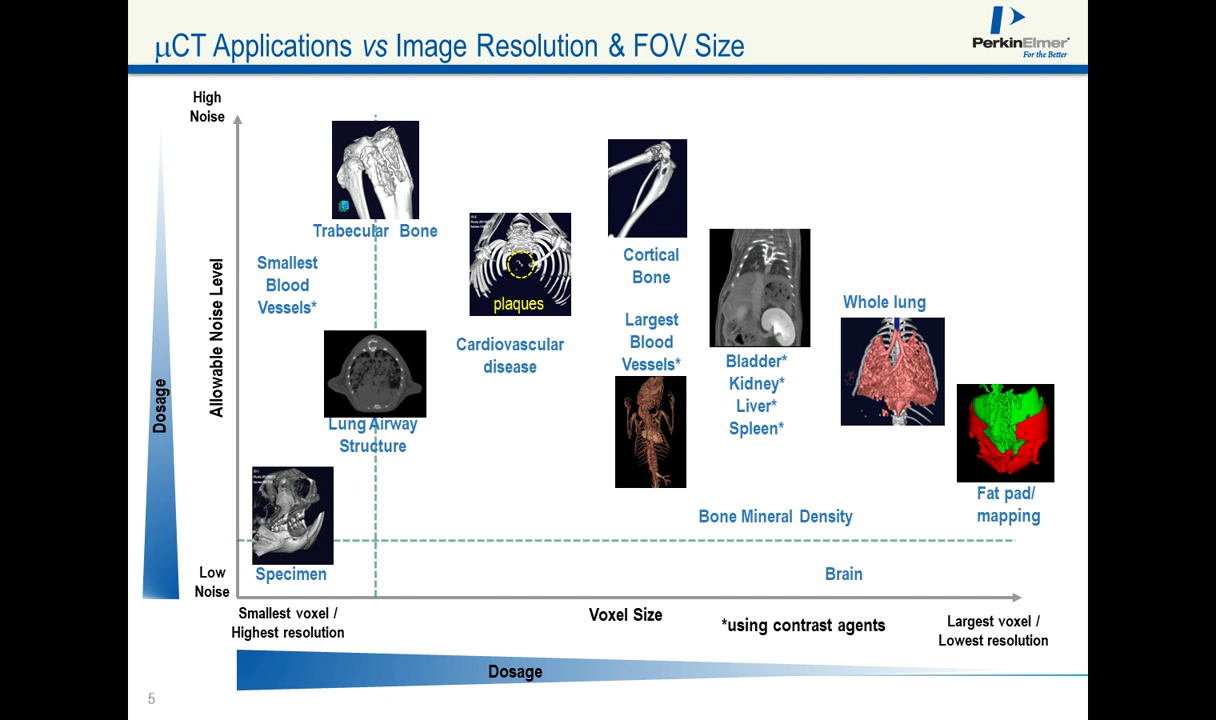 µCT Applications vs Image Resolution & FOV Size
PerkinElmer
For the Better
High
Noise
Trabecular Bone
Smallest
Blood
Vessels*
plaques
Cardiovascular
disease
Cortical
Bone
Largest
Blood
Vessels*
Bladder*
Kidney*
Liver*
Spleen*
Whole lung
Fat pad/
mapping
Lung Airway
Structure
Bone Mineral Density
Specimen
Brain
Allowable Noise Level
Dosage
Low
Noise
Smallest voxel /
Highest resolution
Voxel Size
*using contrast agents
Largest voxel /
Lowest resolution
Dosage
5